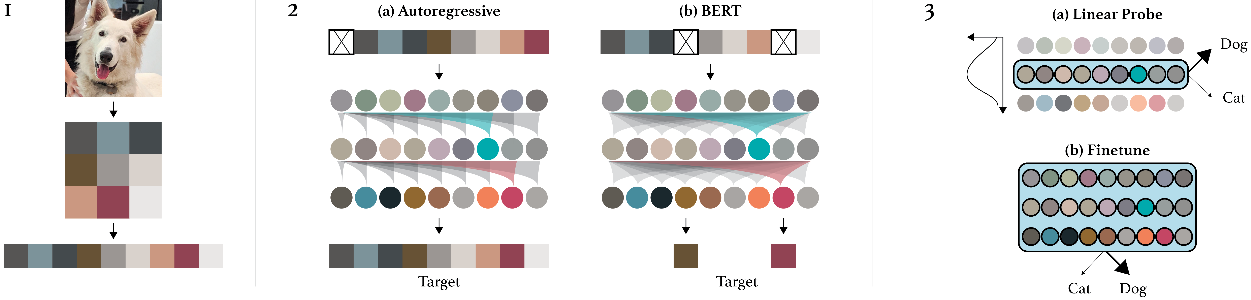 1
2
(a) Autoregressive
Target
(b) BERT
Target
3
(a) Linear Probe
Dog
Cat
(b) Finetune
Cat
Dog